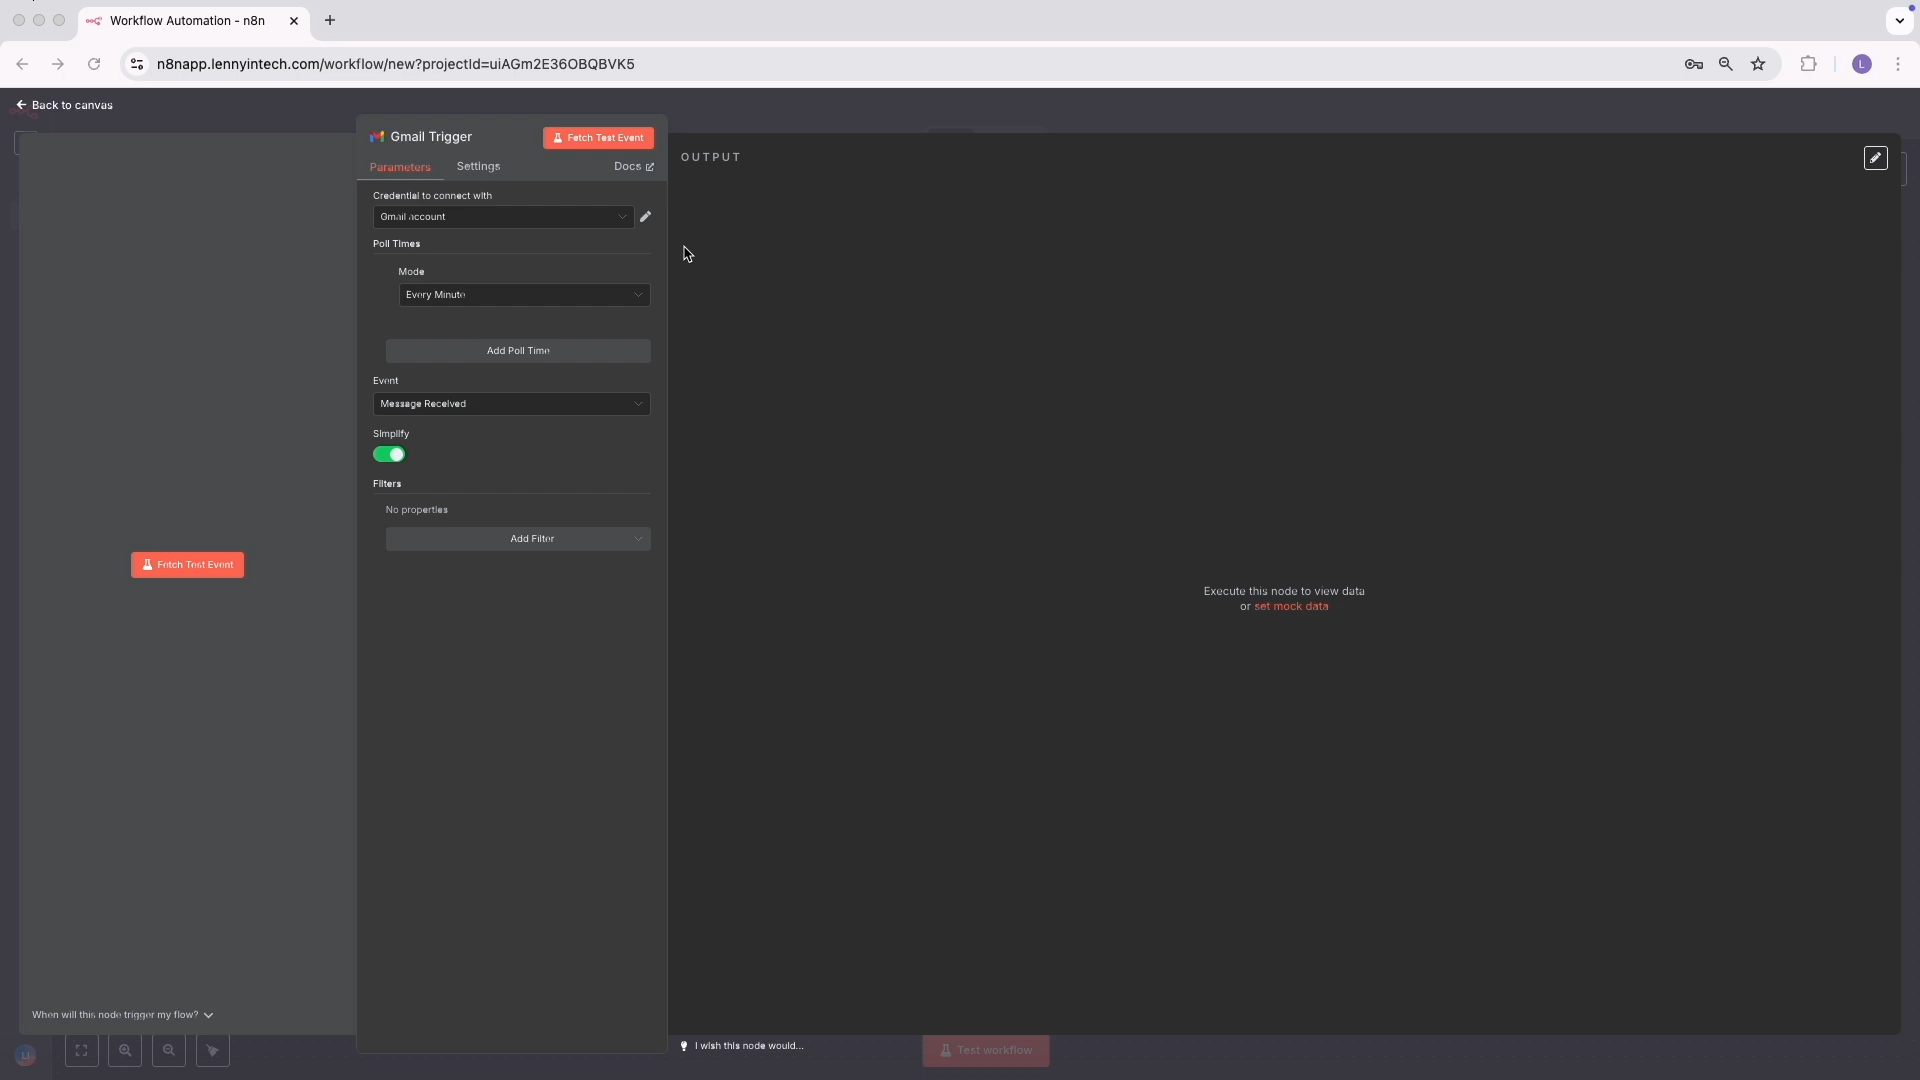 Workflow Automation - n8n
n8napp.lennyintech.com/workflow/new?projectId=uiAGm2E36OBQBVK5
L
Back to canvas
Gmail Trigger
Fetch Test Event
Parameters
Settings
Docs
Credential to connect with
Gmail account
Poll Times
Mode
Every Minute
Add Poll Time
Event
Message Received
Simplify
Filters
No properties
Add Filter
Fetch Test Event
When will this node trigger my flow?
OUTPUT
Execute this node to view data
or set mock data
I wish this node would...
Test workflow